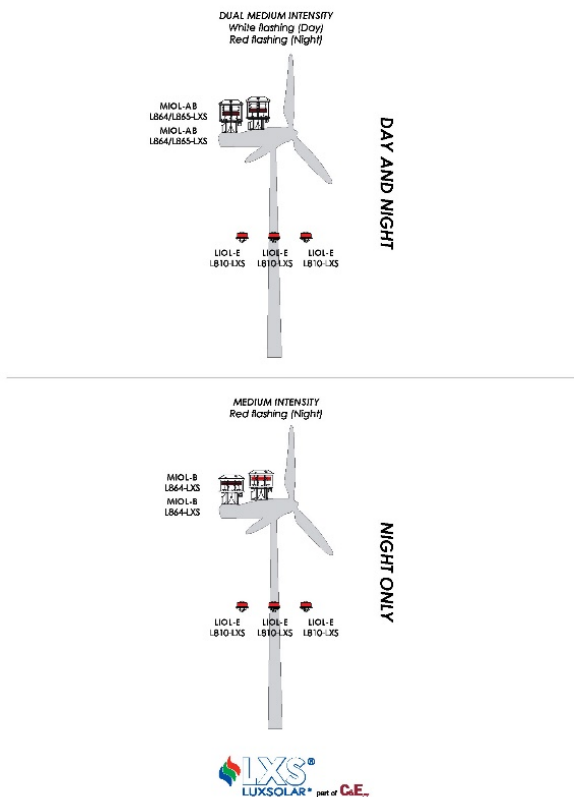 DUAL MEDIUM INTENSITY
White flashing (Day)
Red flashing (Night)
MIOL-AB
L864/L865-LXS
MIOL-AB
L864/L865-LXS
DAY AND NIGHT
LIOL-E LIOL-E LIOL-E
L810-LXS L810-LXS L810-LXS
MEDIUM INTENSITY
Red flashing (Night)
MIOL-B
L864-LXS
MIOL-B
L864-LXS
NIGHT ONLY
LIOL-E LIOL-E LIOL-E
L810-LXS L810-LXS L810-LXS
LXS®
LUXSOLAR® part of C&E